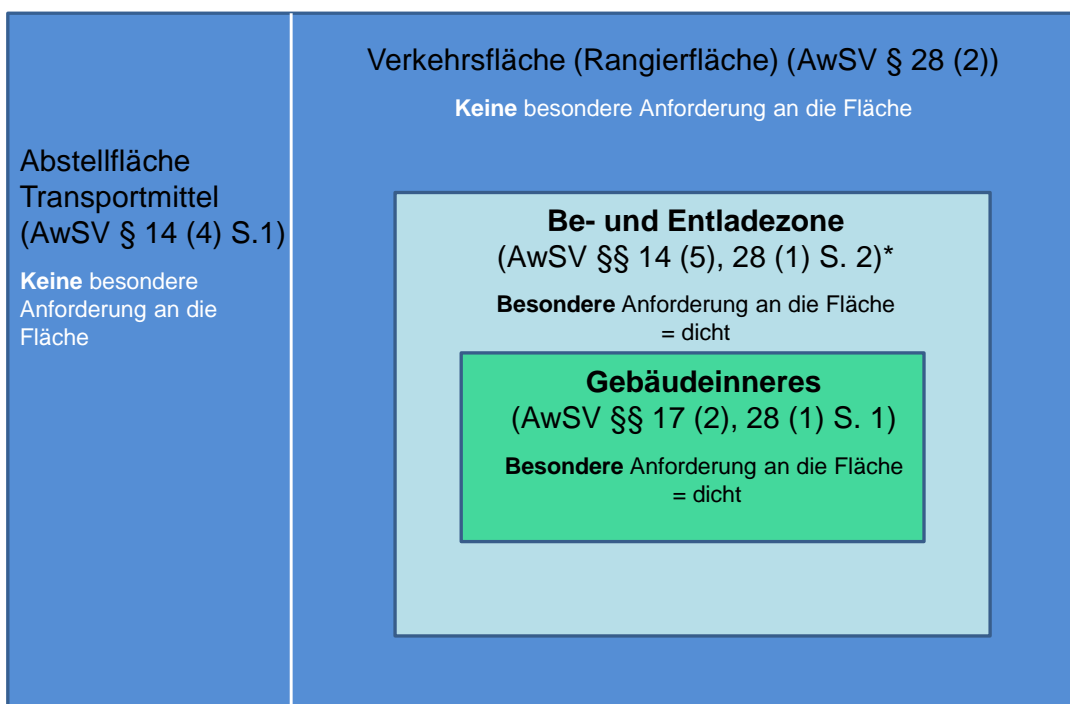 Verkehrsfläche (Rangierfläche) (AwSV § 28 (2))
Keine besondere Anforderung an die Fläche
Abstellfläche
Transportmittel
(AwSV § 14 (4) S.1)
Keine besondere
Anforderung an die
Fläche
Be- und Entladezone
(AwSV §§ 14 (5), 28 (1) S. 2)*
Besondere Anforderung an die Fläche
= dicht
Gebäudeinneres
(AwSV §§ 17 (2), 28 (1) S. 1)
Besondere Anforderung an die Fläche
= dicht